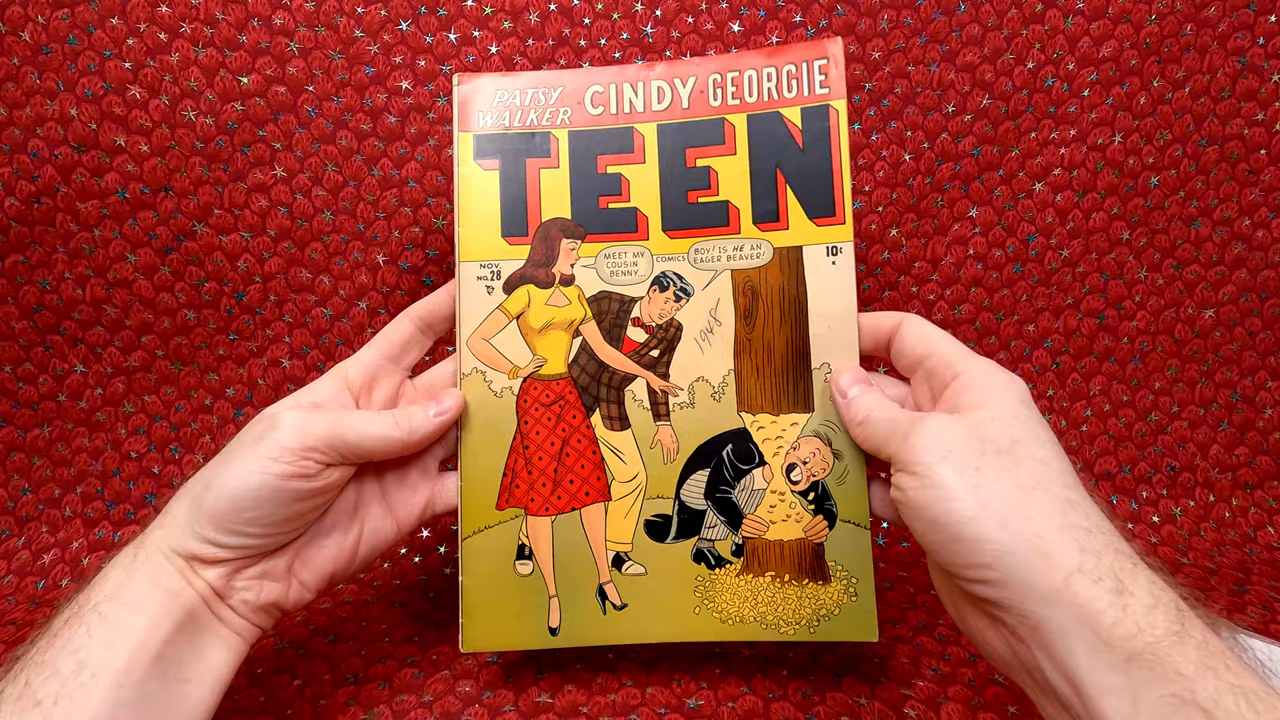 PATSY
WALKER
CINDY GEORGIE
TEEN
COMICS
10¢
K
NOV.
No.28
MEET MY
COUSIN
BENNY...
BOY! IS HE AN
EAGER BEAVER!
1948